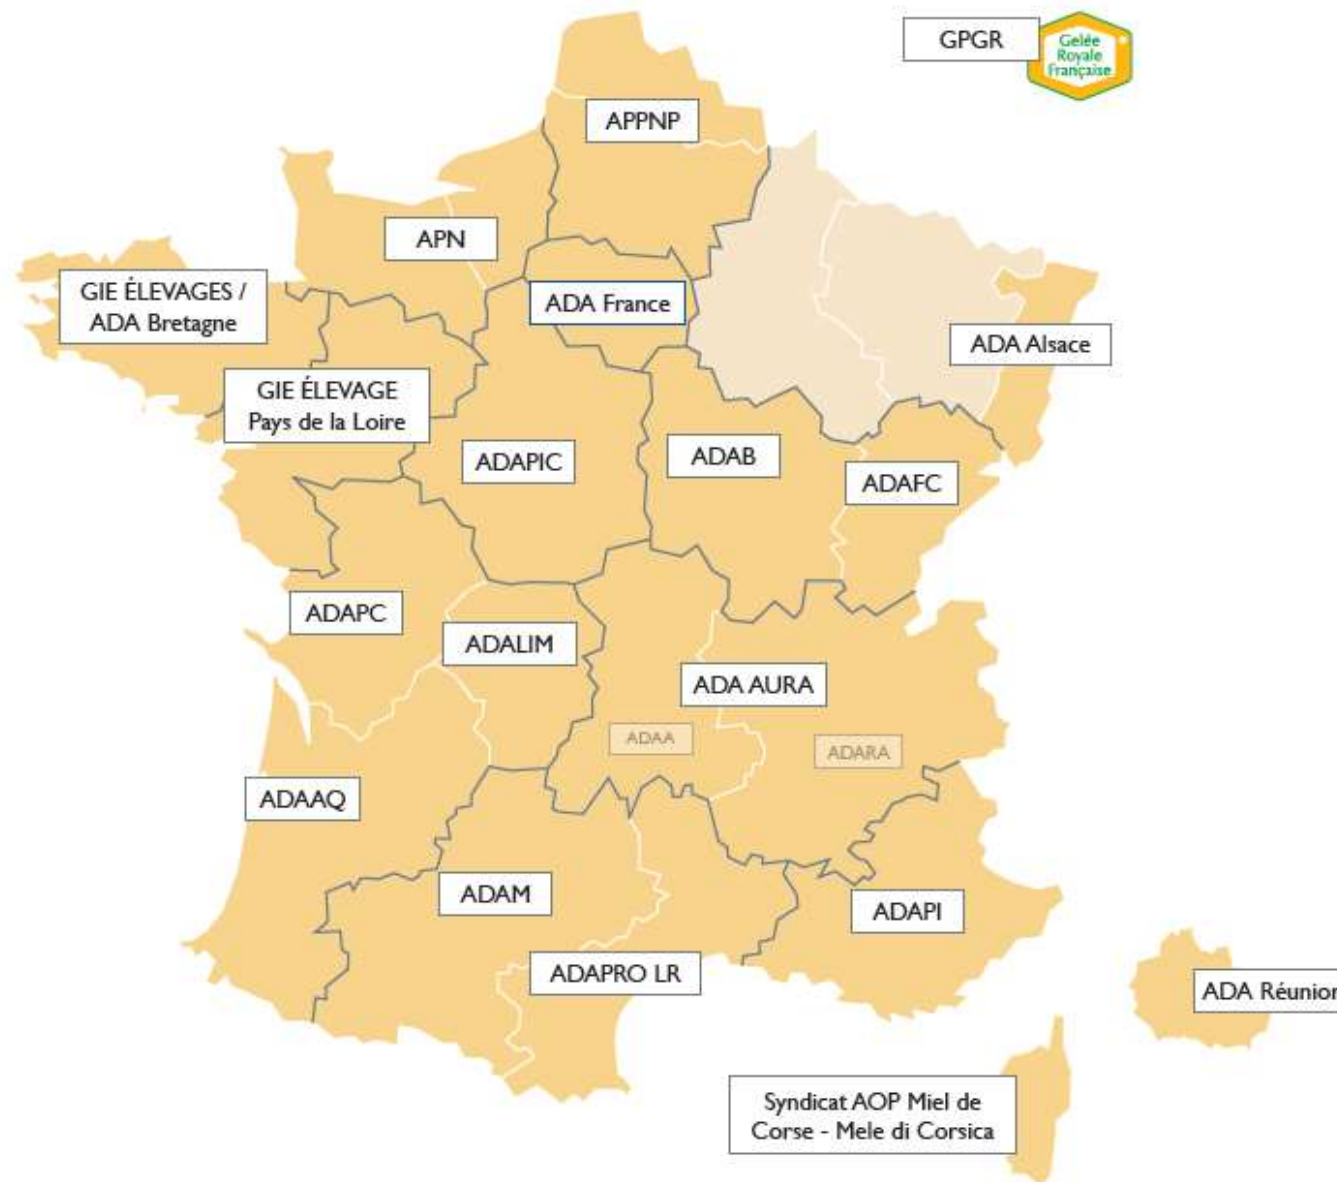 GPGR
Gelée
Royale
Française
APPNP
APN
GIE ÉLEVAGES /
ADA Bretagne
ADA France
ADA Alsace
GIE ÉLEVAGE
Pays de la Loire
ADAPIC
ADAB
ADAFC
ADAPC
ADALIM
ADA AURA
ADAA
ADARA
ADAAQ
ADAM
ADAPI
ADAPRO LR
ADA Réunion
Syndicat AOP Miel de
Corse - Mele di Corsica